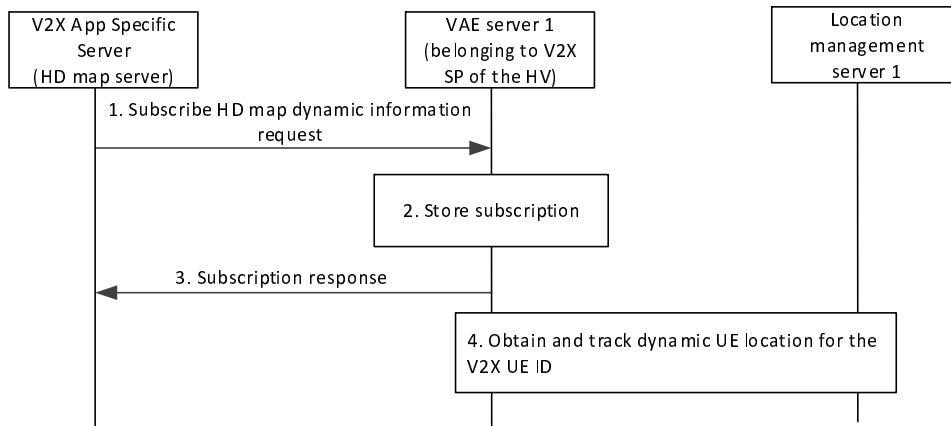 V2X App Specific
Server
(HD map server)
VAE server 1
(belonging to V2X
SP of the HV)
Location
management
server 1
1. Subscribe HD map dynamic information
request
2. Store subscription
3. Subscription response
4. Obtain and track dynamic UE location for the
V2X UE ID